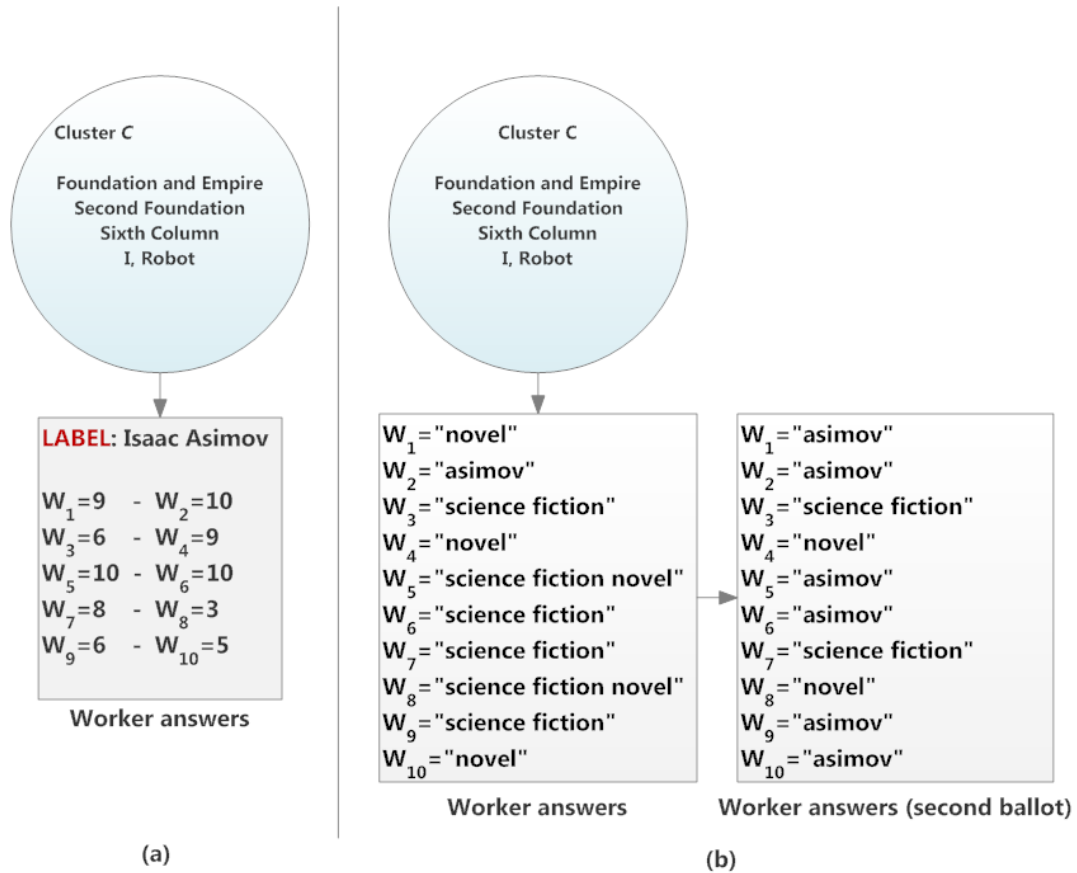 Cluster C
Foundation and Empire
Second Foundation
Sixth Column
I, Robot
LABEL: Isaac Asimov
W1=9 - W2=10
W3=6 - W4=9
W5=10 - W6=10
W7=8 - W8=3
W9=6 - W10=5
Worker answers
(a)
Cluster C
Foundation and Empire
Second Foundation
Sixth Column
I, Robot
W1="novel"
W2="asimov"
W3="science fiction"
W4="novel"
W5="science fiction novel"
W6="science fiction"
W7="science fiction"
W8="science fiction novel"
W9="science fiction"
W10="novel"
Worker answers
W1="asimov"
W2="asimov"
W3="science fiction"
W4="novel"
W5="asimov"
W6="asimov"
W7="science fiction"
W8="novel"
W9="asimov"
W10="asimov"
Worker answers (second ballot)
(b)